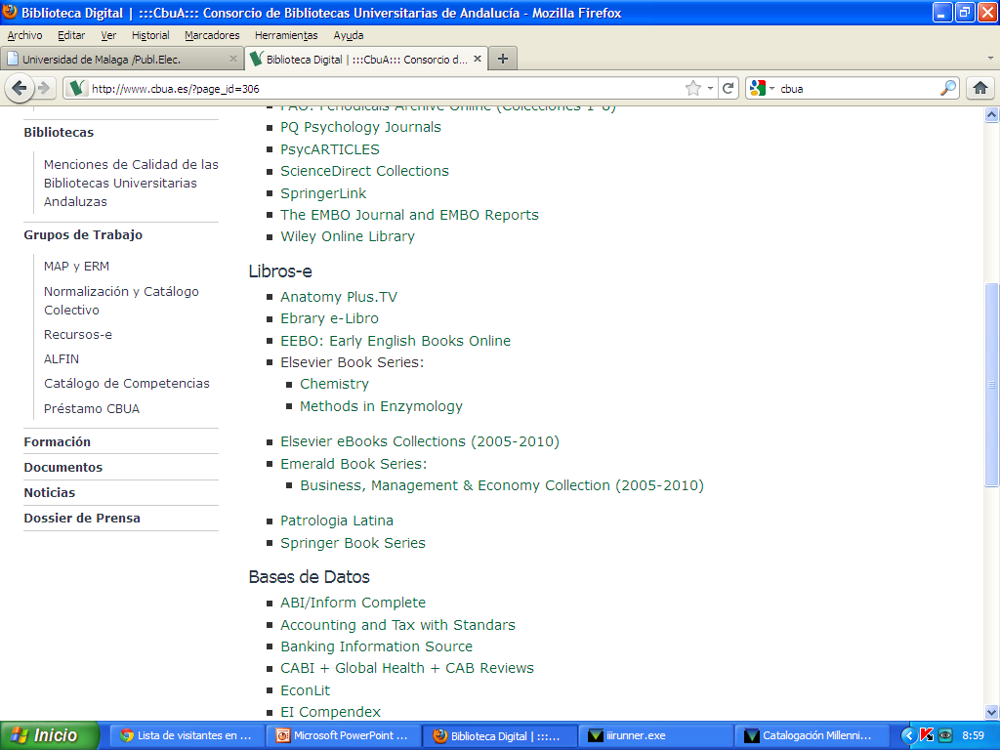 Biblioteca Digital | :::CbuA::: Consorcio de Bibliotecas Universitarias de Andalucía - Mozilla Firefox
Archivo Editar Ver Historial Marcadores Herramientas Ayuda
Universidad de Malaga /Publ.Elec.
Biblioteca Digital | :::CbuA::: Consorcio d...
http://www.cbua.es/?page_id=306
cbua
Bibliotecas
Menciones de Calidad de las
Bibliotecas Universitarias
Andaluzas
Grupos de Trabajo
MAP y ERM
Normalización y Catálogo
Colectivo
Recursos-e
ALFIN
Catálogo de Competencias
Préstamo CBUA
Formación
Documentos
Noticias
Dossier de Prensa
PAO: Periodicals Archive Online (Colecciones 1-8)
PQ Psychology Journals
PsycARTICLES
ScienceDirect Collections
SpringerLink
The EMBO Journal and EMBO Reports
Wiley Online Library
Libros-e
Anatomy Plus.TV
Ebrary e-Libro
EEBO: Early English Books Online
Elsevier Book Series:
Chemistry
Methods in Enzymology
Elsevier eBooks Collections (2005-2010)
Emerald Book Series:
Business, Management & Economy Collection (2005-2010)
Patrologia Latina
Springer Book Series
Bases de Datos
ABI/Inform Complete
Accounting and Tax with Standars
Banking Information Source
CABI + Global Health + CAB Reviews
EconLit
EI Compendex
Inicio
Lista de visitantes en ...
Microsoft PowerPoint ...
Biblioteca Digital | :::...
iiirunner.exe
Catalogación Millenni...
8:59